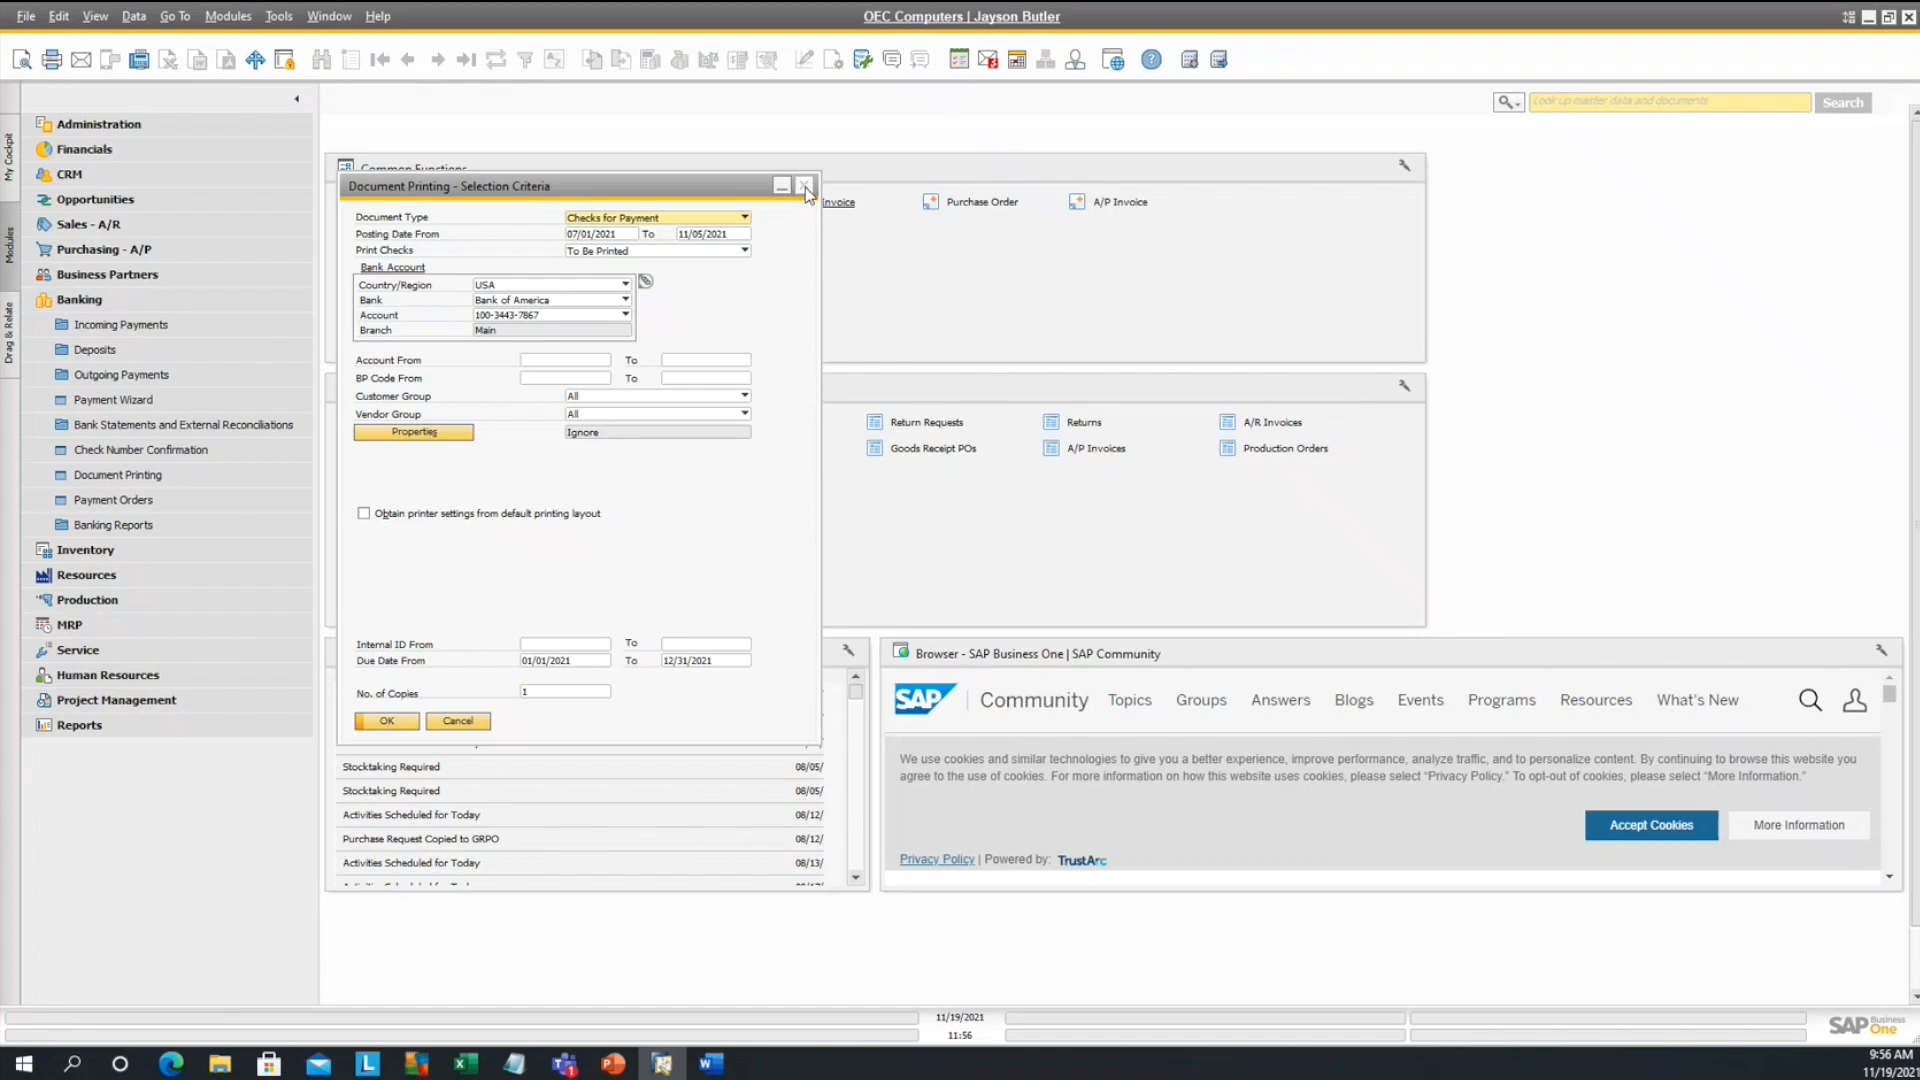 File Edit View Data Go To Modules Tools Window Help
OEC Computers | Jayson Butler
Look up master data and documents
Search
My Cockpit
Modules
Drag & Relate
Administration
Financials
CRM
Opportunities
Sales - A/R
Purchasing - A/P
Business Partners
Banking
Incoming Payments
Deposits
Outgoing Payments
Payment Wizard
Bank Statements and External Reconciliations
Check Number Confirmation
Document Printing
Payment Orders
Banking Reports
Inventory
Resources
Production
MRP
Service
Human Resources
Project Management
Reports
Common Functions
Invoice
Purchase Order
A/P Invoice
Document Printing - Selection Criteria
Document Type Checks for Payment
Posting Date From 07/01/2021 To 11/05/2021
Print Checks To Be Printed
Bank Account
Country/Region USA
Bank Bank of America
Account 100-3443-7867
Branch Main
Account From To
BP Code From To
Customer Group All
Vendor Group All
Properties Ignore
Obtain printer settings from default printing layout
Internal ID From To
Due Date From 01/01/2021 To 12/31/2021
No. of Copies 1
OK Cancel
Return Requests Returns A/R Invoices
Goods Receipt POs A/P Invoices Production Orders
Stocktaking Required 08/05/
Stocktaking Required 08/05/
Activities Scheduled for Today 08/12/
Purchase Request Copied to GRPO 08/12/
Activities Scheduled for Today 08/13/
Browser - SAP Business One | SAP Community
SAP Community Topics Groups Answers Blogs Events Programs Resources What's New
We use cookies and similar technologies to give you a better experience, improve performance, analyze traffic, and to personalize content. By continuing to browse this website you
agree to the use of cookies. For more information on how this website uses cookies, please select "Privacy Policy." To opt-out of cookies, please select "More Information."
Accept Cookies More Information
Privacy Policy | Powered by: TrustArc
11/19/2021
11:56
SAP Business One
9:56 AM
11/19/2021